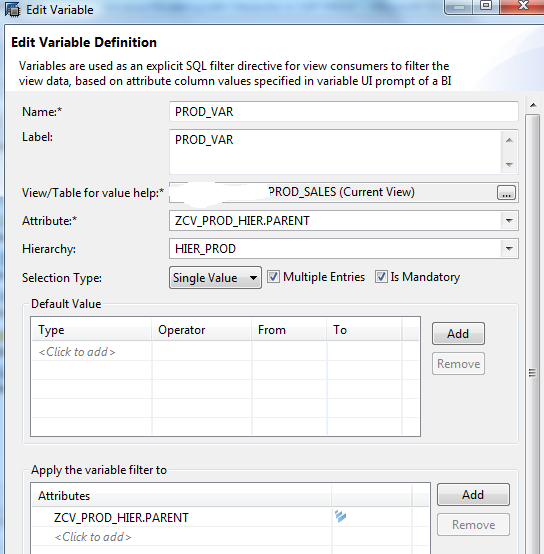 Edit Variable
Edit Variable Definition
Variables are used as an explicit SQL filter directive for view consumers to filter the
view data, based on attribute column values specified in variable UI prompt of a BI
Name:* PROD_VAR
Label: PROD_VAR
View/Table for value help:* PROD_SALES (Current View) ...
Attribute:* ZCV_PROD_HIER.PARENT
Hierarchy: HIER_PROD
Selection Type: Single Value Multiple Entries Is Mandatory
Default Value
Type Operator From To Add
<Click to add>
Remove
Apply the variable filter to
Attributes Add
ZCV_PROD_HIER.PARENT
Remove
<Click to add>